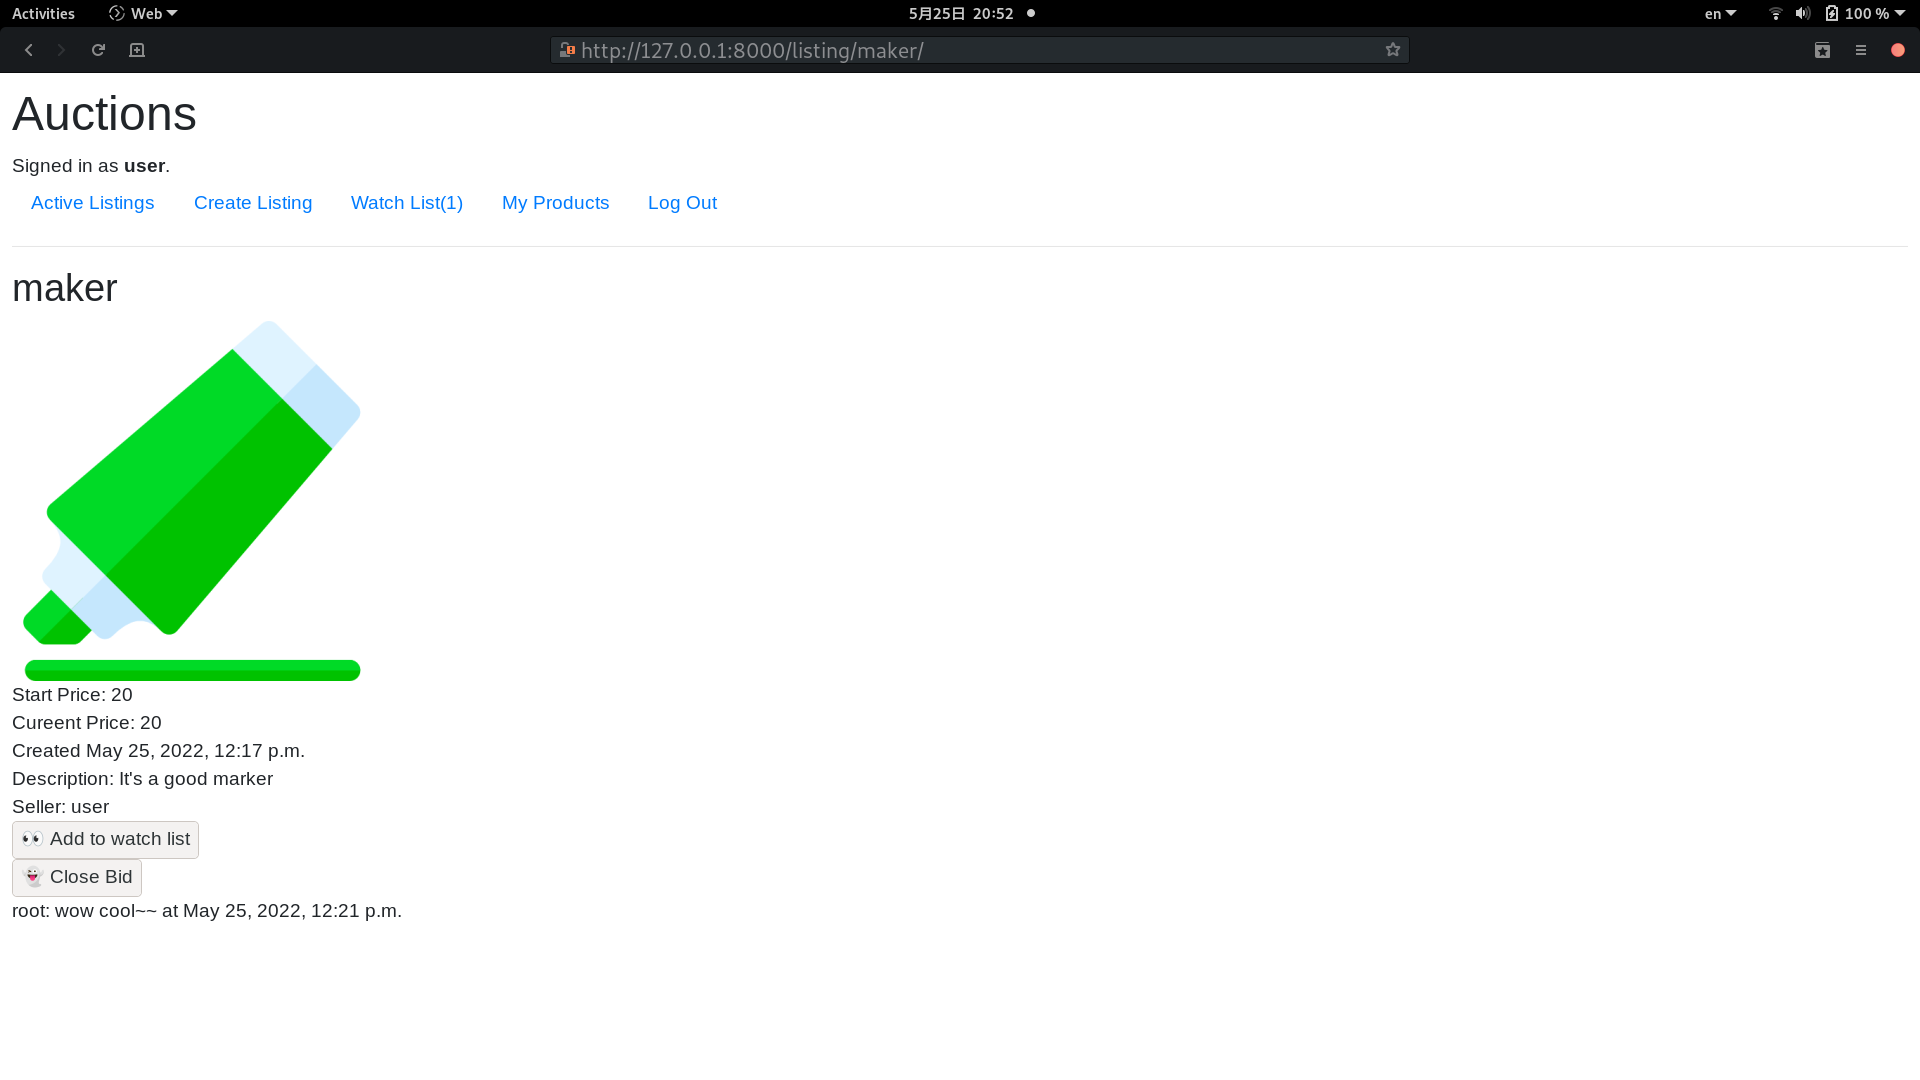 Activities Web 5月25日 20:52 en 100 %
http://127.0.0.1:8000/listing/maker/
Auctions
Signed in as user.
Active Listings Create Listing Watch List(1) My Products Log Out
maker
Start Price: 20
Cureent Price: 20
Created May 25, 2022, 12:17 p.m.
Description: It's a good marker
Seller: user
👀 Add to watch list
👻 Close Bid
root: wow cool~~ at May 25, 2022, 12:21 p.m.